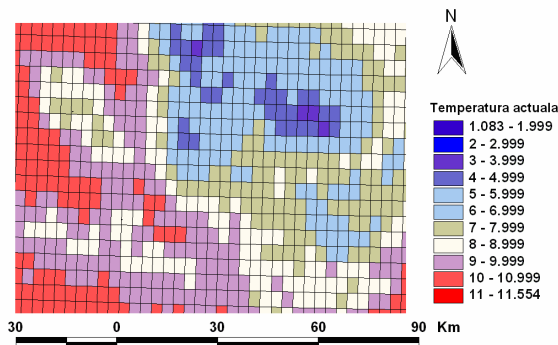 N
Temperatura actuala
1.083 - 1.999
2 - 2.999
3 - 3.999
4 - 4.999
5 - 5.999
6 - 6.999
7 - 7.999
8 - 8.999
9 - 9.999
10 - 10.999
11 - 11.554
30 0 30 60 90 Km